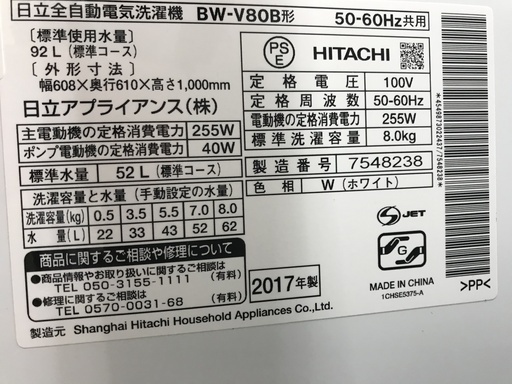 日立全自動電気洗濯機 BW-V80B形 50-60Hz共用
[標準使用水量]
92L(標準コース)
[外形寸法]
幅608×奥行610×高さ1,000mm
日立アプライアンス(株)
主電動機の定格消費電力 255W
ポンプ電動機の定格消費電力 40W
標準水量 52L(標準コース)
洗濯容量と水量(手動設定の水量)
洗濯容量(kg) 0.5 3.5 5.5 7.0 8.0
水量(L) 22 33 43 52 62
商品に関するご相談や修理について
●商品情報やお取り扱いに関するご相談は
TEL 050-3155-1111 (有料)
●修理に関するご相談は (有料)
TEL 0570-0031-68
2017年製
製造元 Shanghai Hitachi Household Appliances Co.,Ltd.
PS
E
HITACHI
定格電圧 100V
定格周波数 50-60Hz
電動機の定格消費電力 255W
標準洗濯容量 8.0kg
製造番号 7548238
色相 W(ホワイト)
S JET
G
MADE IN CHINA
1CHSE5375-A
*4549873022437/7548238*
>PP<